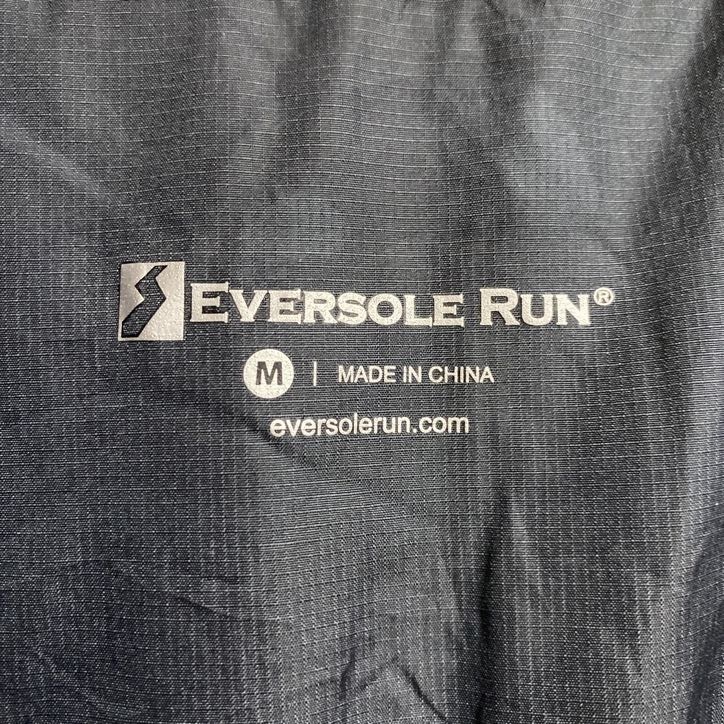 EVERSOLE RUN®
M | MADE IN CHINA
eversolerun.com